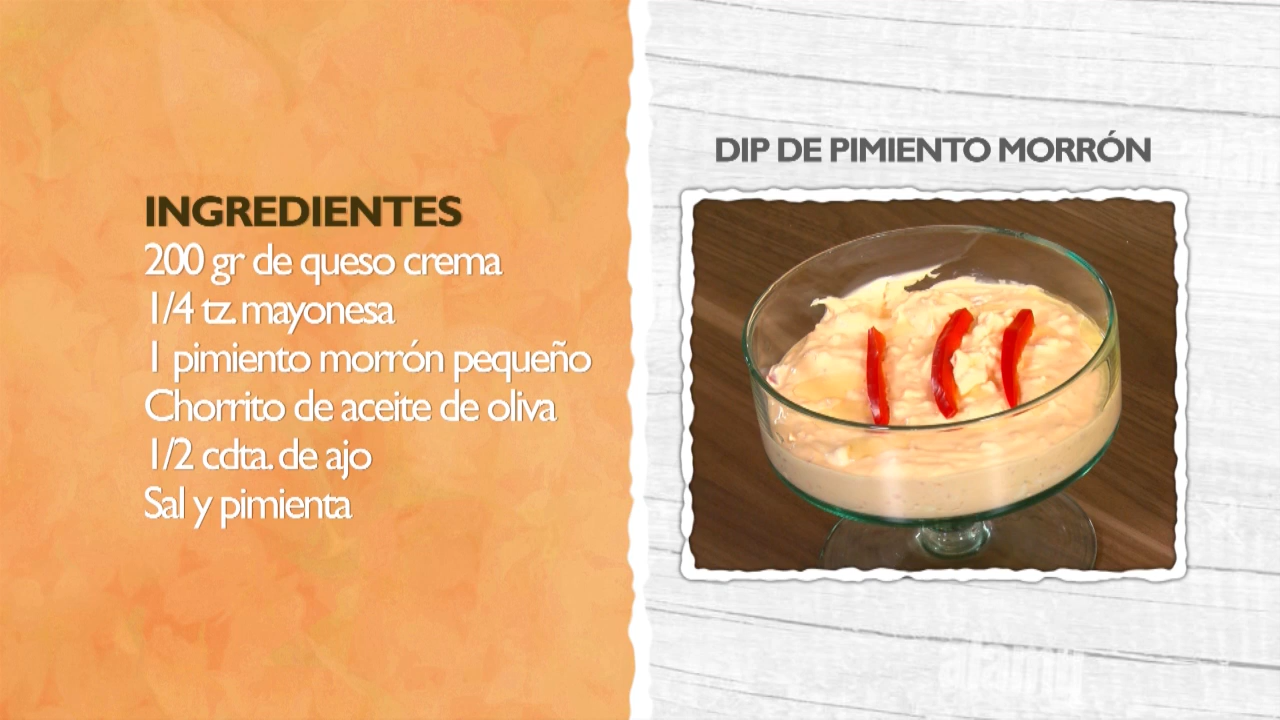 INGREDIENTES
200 gr de queso crema
1/4 tz. mayonesa
1 pimiento morrón pequeño
Chorrito de aceite de oliva
1/2 cdta. de ajo
Sal y pimienta
DIP DE PIMIENTO MORRÓN
alamy